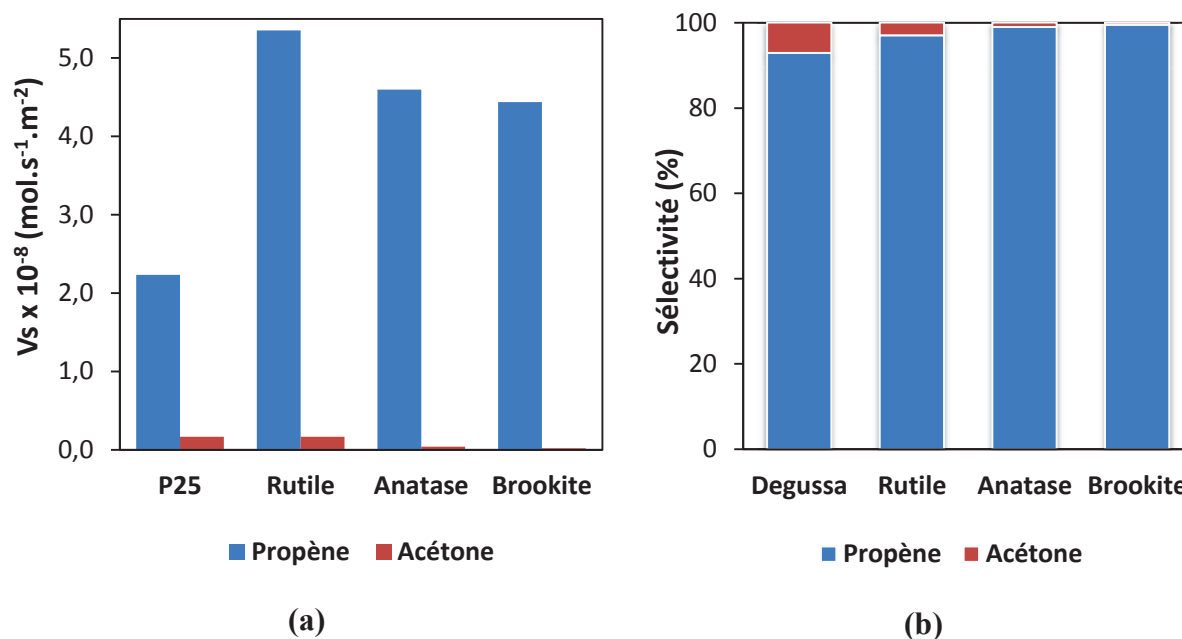 Vs x 10⁻⁸ (mol.s⁻¹.m⁻²)
5,0
4,0
3,0
2,0
1,0
0,0
P25 Rutile Anatase Brookite
Propène Acétone
(a)
Sélectivité (%)
100
80
60
40
20
0
Degussa Rutile Anatase Brookite
Propène Acétone
(b)